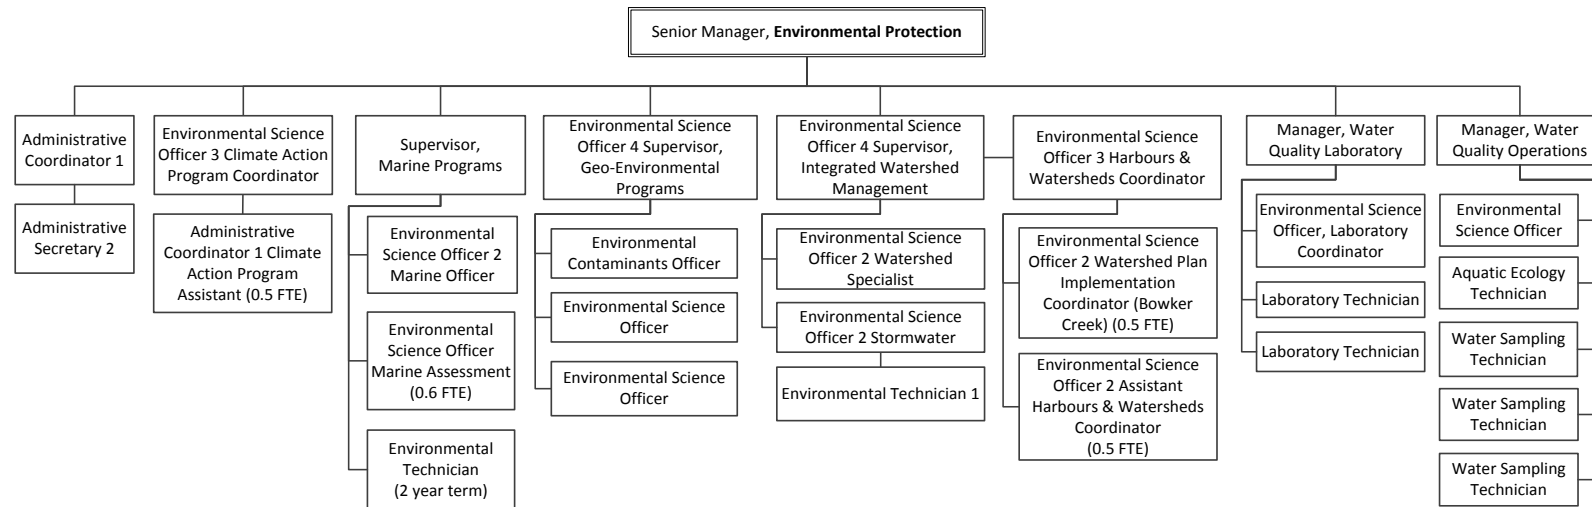 Senior Manager, Environmental Protection
Administrative
Coordinator 1
Administrative
Secretary 2
Environmental Science
Officer 3 Climate Action
Program Coordinator
Administrative
Coordinator 1 Climate
Action Program
Assistant (0.5 FTE)
Supervisor,
Marine Programs
Environmental
Science Officer 2
Marine Officer
Environmental
Science Officer
Marine Assessment
(0.6 FTE)
Environmental
Technician
(2 year term)
Environmental Science
Officer 4 Supervisor,
Geo-Environmental
Programs
Environmental
Contaminants Officer
Environmental Science
Officer
Environmental Science
Officer
Environmental Science
Officer 4 Supervisor,
Integrated Watershed
Management
Environmental Science
Officer 2 Watershed
Specialist
Environmental Science
Officer 2 Stormwater
Environmental Technician 1
Environmental Science
Officer 3 Harbours &
Watersheds Coordinator
Environmental Science
Officer 2 Watershed Plan
Implementation
Coordinator (Bowker
Creek) (0.5 FTE)
Environmental Science
Officer 2 Assistant
Harbours & Watersheds
Coordinator
(0.5 FTE)
Manager, Water
Quality Laboratory
Environmental Science
Officer, Laboratory
Coordinator
Laboratory Technician
Laboratory Technician
Manager, Water
Quality Operations
Environmental
Science Officer
Aquatic Ecology
Technician
Water Sampling
Technician
Water Sampling
Technician
Water Sampling
Technician